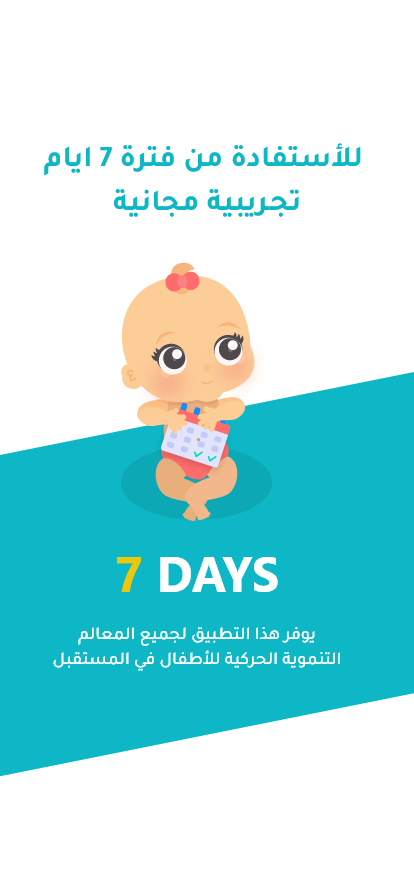 للأستفادة من فترة 7 ايام
تجريبية مجانية
7 DAYS
يوفر هذا التطبيق لجميع المعالم
التنموية الحركية للأطفال في المستقبل